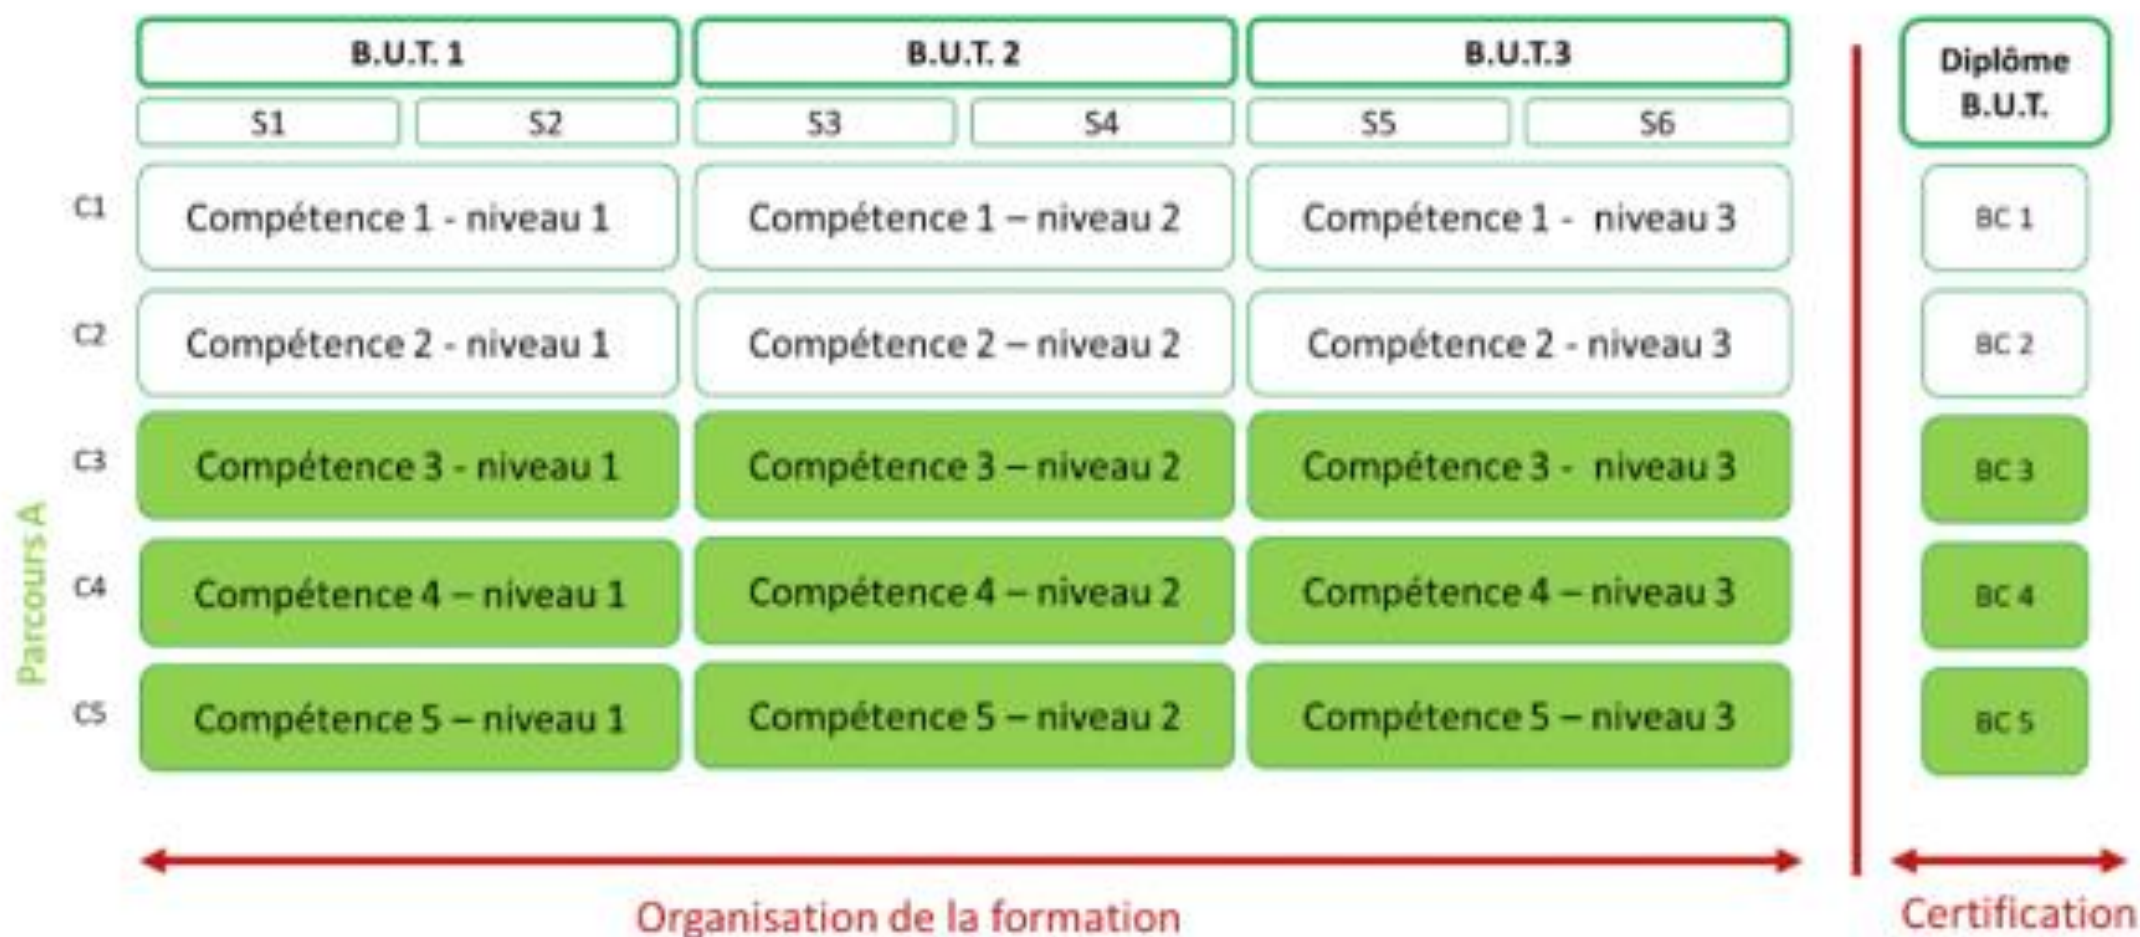 B.U.T. 1 B.U.T. 2 B.U.T.3 Diplôme
B.U.T.
S1 S2 S3 S4 S5 S6
C1 Compétence 1 - niveau 1 Compétence 1 – niveau 2 Compétence 1 - niveau 3 BC 1
C2 Compétence 2 - niveau 1 Compétence 2 – niveau 2 Compétence 2 - niveau 3 BC 2
C3 Compétence 3 - niveau 1 Compétence 3 – niveau 2 Compétence 3 - niveau 3 BC 3
Parcours A
C4 Compétence 4 – niveau 1 Compétence 4 – niveau 2 Compétence 4 – niveau 3 BC 4
C5 Compétence 5 – niveau 1 Compétence 5 – niveau 2 Compétence 5 – niveau 3 BC 5
Organisation de la formation Certification